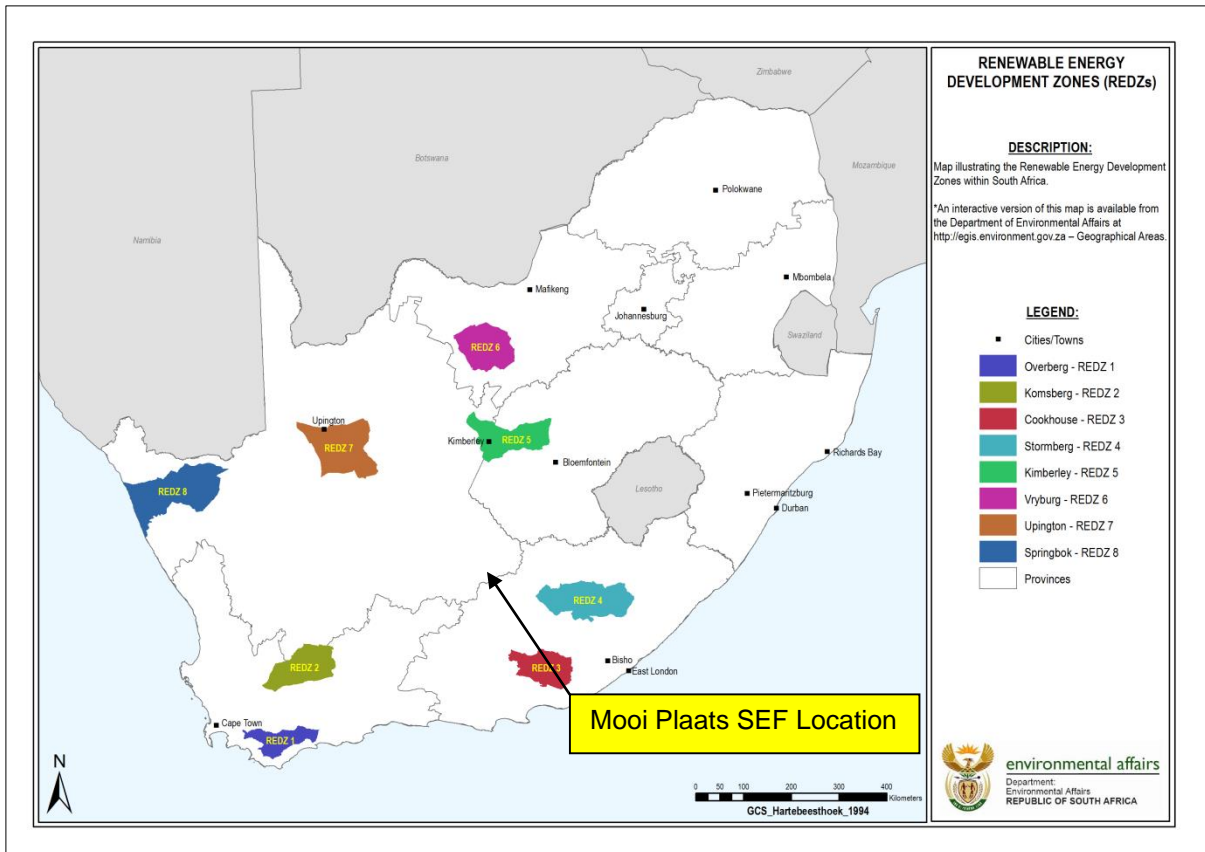 Zimbabwe
Botswana
Mozambique
Namibia
Polokwane
Mbombela
Mafikeng
Johannesburg
Swaziland
REDZ 6
Upington
REDZ 7
Kimberley
REDZ 5
Bloemfontein
Richards Bay
REDZ 8
Lesotho
Pietermaritzburg
Durban
REDZ 4
REDZ 2
REDZ 3
Bisho
East London
Cape Town
REDZ 1
Mooi Plaats SEF Location
N
0 50 100 200 300 400
Kilometers
GCS_Hartebeesthoek_1994
RENEWABLE ENERGY
DEVELOPMENT ZONES (REDZs)
DESCRIPTION:
Map illustrating the Renewable Energy Development
Zones within South Africa.
*An interactive version of this map is available from
the Department of Environmental Affairs at
http://egis.environment.gov.za – Geographical Areas.
LEGEND:
Cities/Towns
Overberg - REDZ 1
Komsberg - REDZ 2
Cookhouse - REDZ 3
Stormberg - REDZ 4
Kimberley - REDZ 5
Vryburg - REDZ 6
Upington - REDZ 7
Springbok - REDZ 8
Provinces
environmental affairs
Department:
Environmental Affairs
REPUBLIC OF SOUTH AFRICA